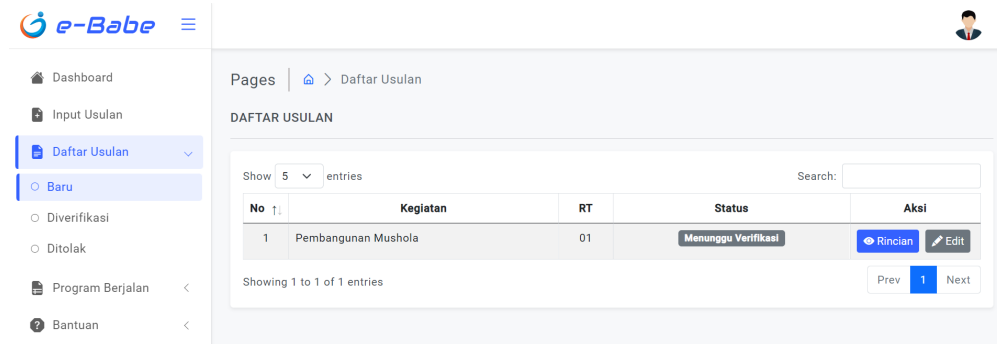 e-Babe
Dashboard
Input Usulan
Daftar Usulan
Baru
Diverifikasi
Ditolak
Program Berjalan
Bantuan
Pages Daftar Usulan
DAFTAR USULAN
Show 5 entries Search:
No Kegiatan RT Status Aksi
1 Pembangunan Mushola 01 Menunggu Verifikasi Rincian Edit
Showing 1 to 1 of 1 entries Prev 1 Next